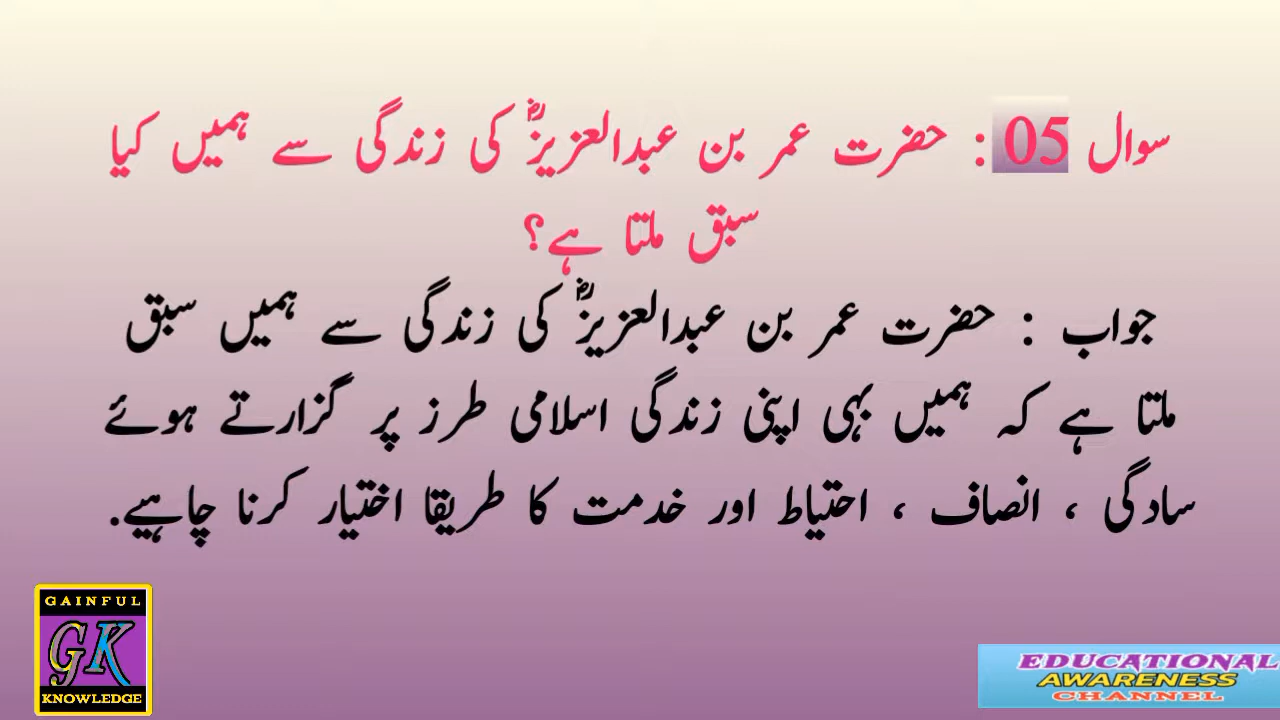 سوال 05 : حضرت عمر بن عبدالعزیزؓ کی زندگی سے ہمیں کیا
سبق ملتا ہے؟
جواب : حضرت عمر بن عبدالعزیزؓ کی زندگی سے ہمیں سبق
ملتا ہے کہ ہمیں بہی اپنی زندگی اسلامی طرز پر گزارتے ہوئے
سادگی ، انصاف ، احتیاط اور خدمت کا طریقا اختیار کرنا چاہیے.
GAINFUL
GK
KNOWLEDGE
EDUCATIONAL
AWARENESS
CHANNEL